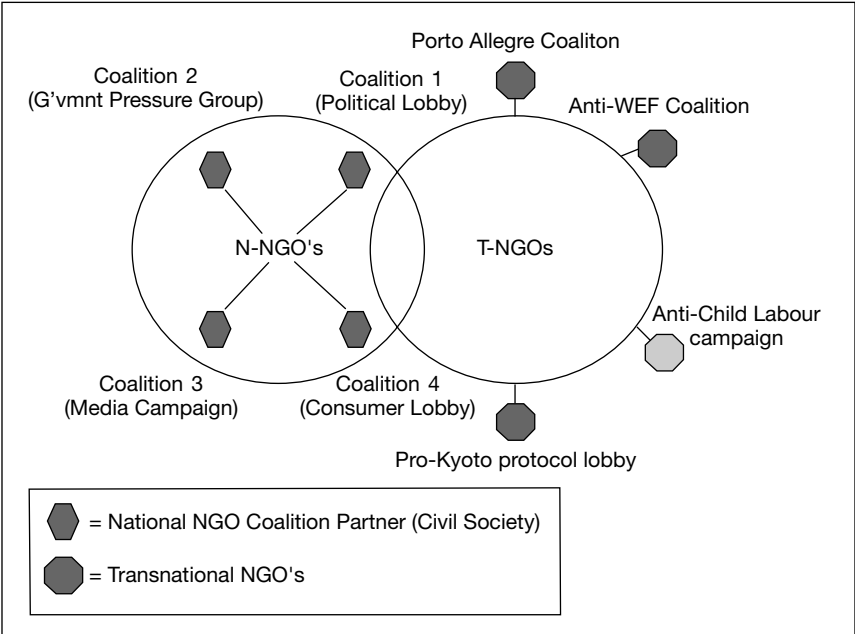 Porto Allegre Coaliton
Coalition 2
(G'vmnt Pressure Group)
Coalition 1
(Political Lobby)
Anti-WEF Coalition
N-NGO's
T-NGOs
Anti-Child Labour
campaign
Coalition 3
(Media Campaign)
Coalition 4
(Consumer Lobby)
Pro-Kyoto protocol lobby
= National NGO Coalition Partner (Civil Society)
= Transnational NGO's